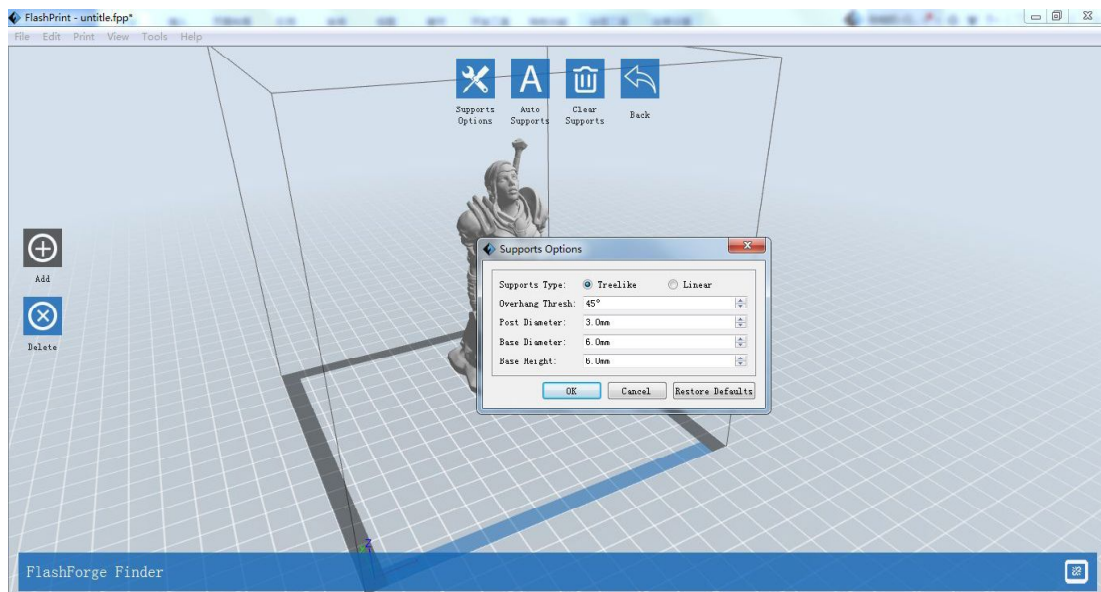 FlashPrint - untitle.fpp*
File Edit Print View Tools Help
Supports Options
Auto Supports
Clear Supports
Back
Add
Delete
Supports Options
Supports Type: Treelike Linear
Overhang Thresh: 45°
Post Diameter: 3.0mm
Base Diameter: 6.0mm
Base Height: 6.0mm
OK Cancel Restore Defaults
Z
FlashForge Finder